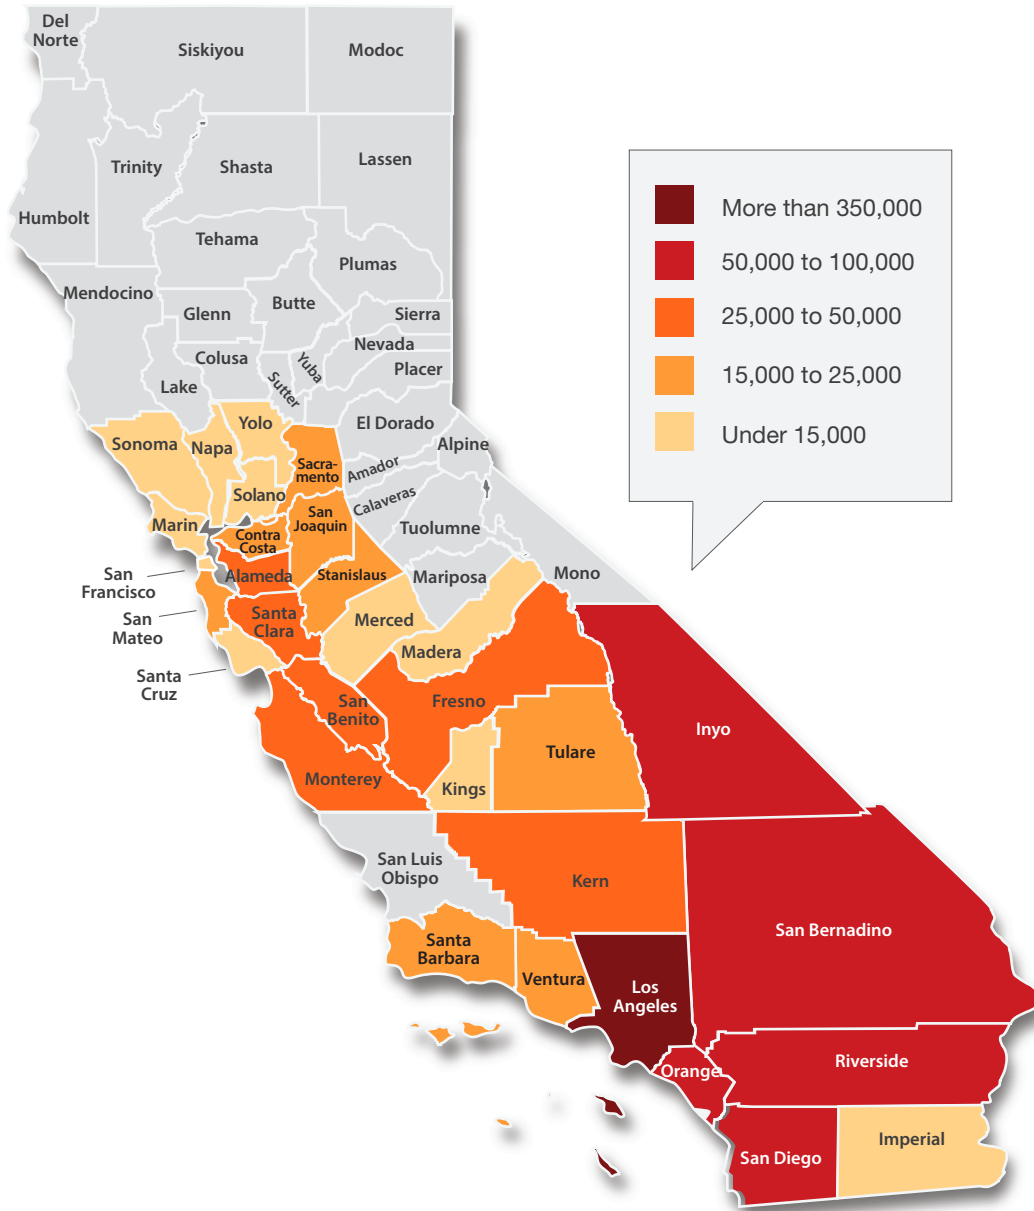 Del
Norte
Siskiyou
Modoc
Trinity
Shasta
Lassen
Humbolt
Tehama
Plumas
Mendocino
Glenn
Butte
Sierra
Colusa
Nevada
Yuba
Placer
Lake
Sutter
El Dorado
Sonoma
Napa
Yolo
Alpine
Sacra-
mento
Amador
Solano
Calaveras
Marin
San
Joaquin
Tuolumne
Contra
Costa
San
Francisco
Alameda
Stanislaus
Mariposa
Mono
San
Mateo
Santa
Clara
Merced
Madera
Santa
Cruz
San
Benito
Fresno
Inyo
Monterey
Kings
Tulare
San Luis
Obispo
Kern
San Bernadino
Santa
Barbara
Ventura
Los
Angeles
Orange
Riverside
San Diego
Imperial
More than 350,000
50,000 to 100,000
25,000 to 50,000
15,000 to 25,000
Under 15,000